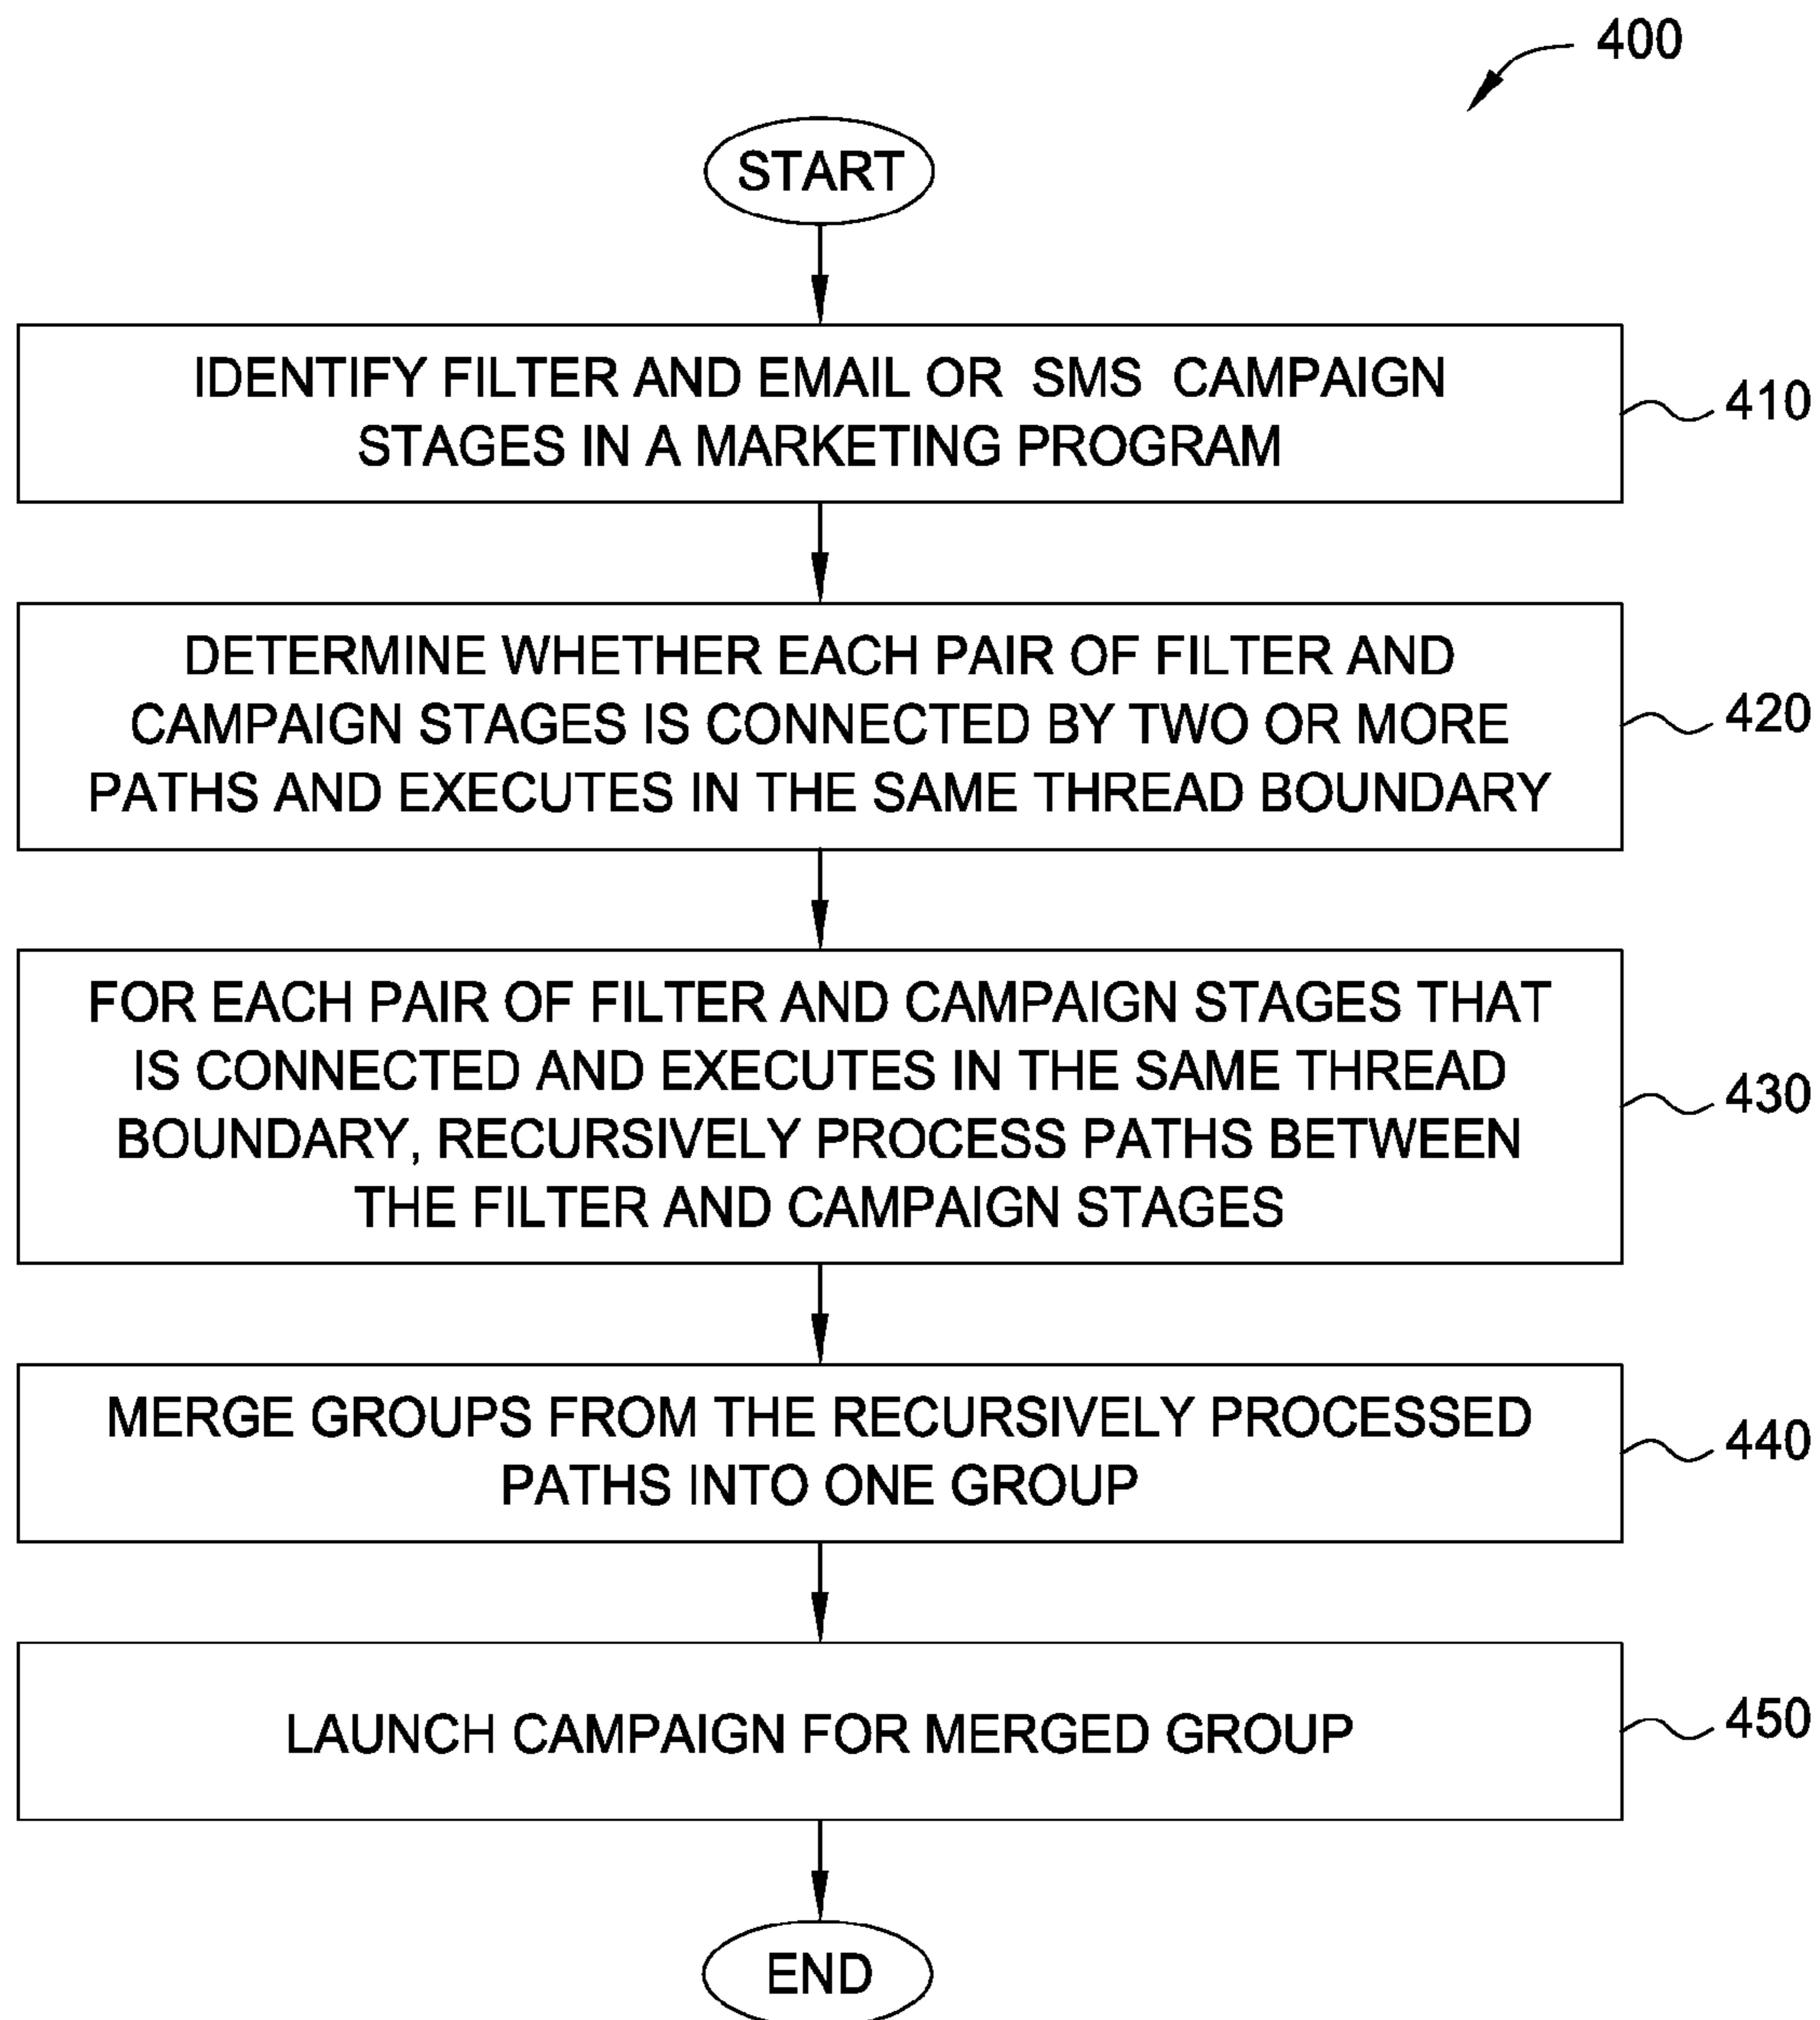 400
START
IDENTIFY FILTER AND EMAIL OR SMS CAMPAIGN
STAGES IN A MARKETING PROGRAM
410
DETERMINE WHETHER EACH PAIR OF FILTER AND
CAMPAIGN STAGES IS CONNECTED BY TWO OR MORE
PATHS AND EXECUTES IN THE SAME THREAD BOUNDARY
420
FOR EACH PAIR OF FILTER AND CAMPAIGN STAGES THAT
IS CONNECTED AND EXECUTES IN THE SAME THREAD
BOUNDARY, RECURSIVELY PROCESS PATHS BETWEEN
THE FILTER AND CAMPAIGN STAGES
430
MERGE GROUPS FROM THE RECURSIVELY PROCESSED
PATHS INTO ONE GROUP
440
LAUNCH CAMPAIGN FOR MERGED GROUP
450
END